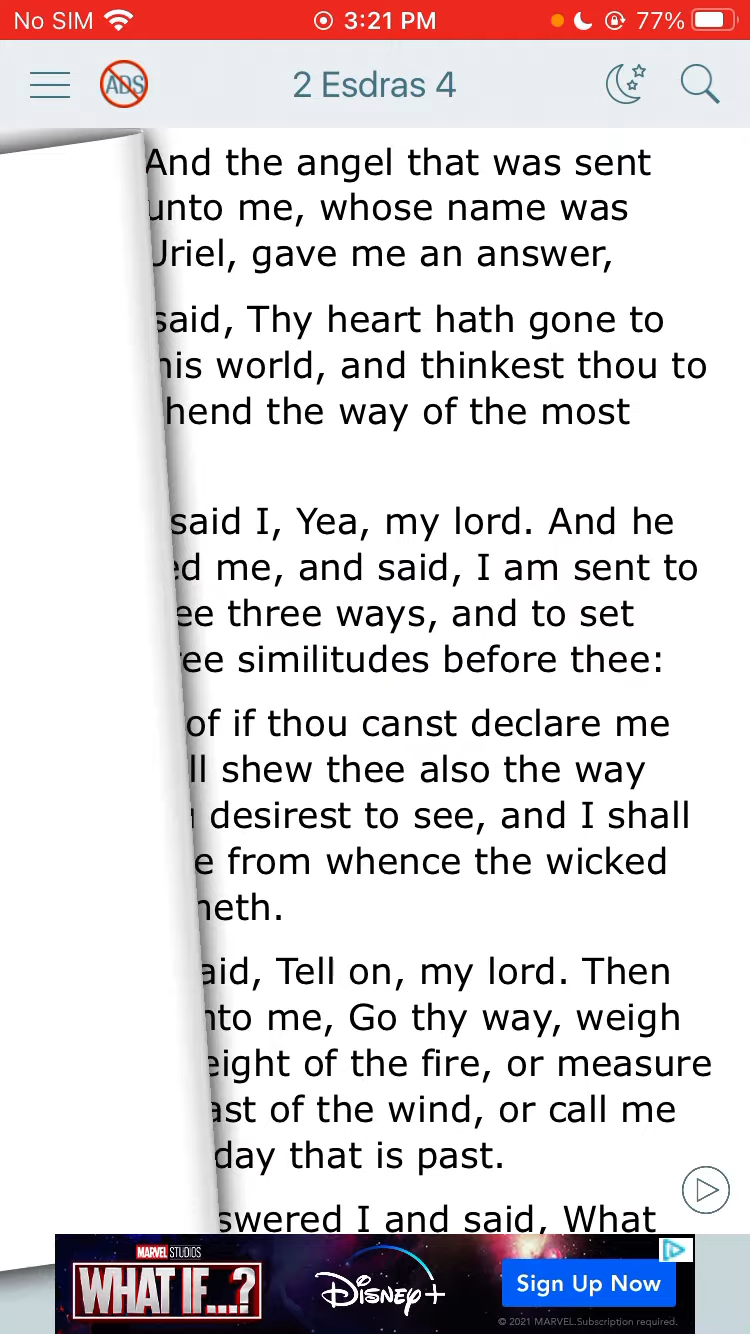 No SIM 3:21 PM 77%
ADS 2 Esdras 4
And the angel that was sent
unto me, whose name was
Uriel, gave me an answer,
said, Thy heart hath gone to
his world, and thinkest thou to
hend the way of the most
said I, Yea, my lord. And he
ed me, and said, I am sent to
ee three ways, and to set
ree similitudes before thee:
of if thou canst declare me
ll shew thee also the way
desirest to see, and I shall
e from whence the wicked
meth.
aid, Tell on, my lord. Then
nto me, Go thy way, weigh
eight of the fire, or measure
ast of the wind, or call me
day that is past.
swered I and said, What
MARVEL STUDIOS
WHAT IF...?
Disney+
Sign Up Now
© 2021 MARVEL.Subscription required.